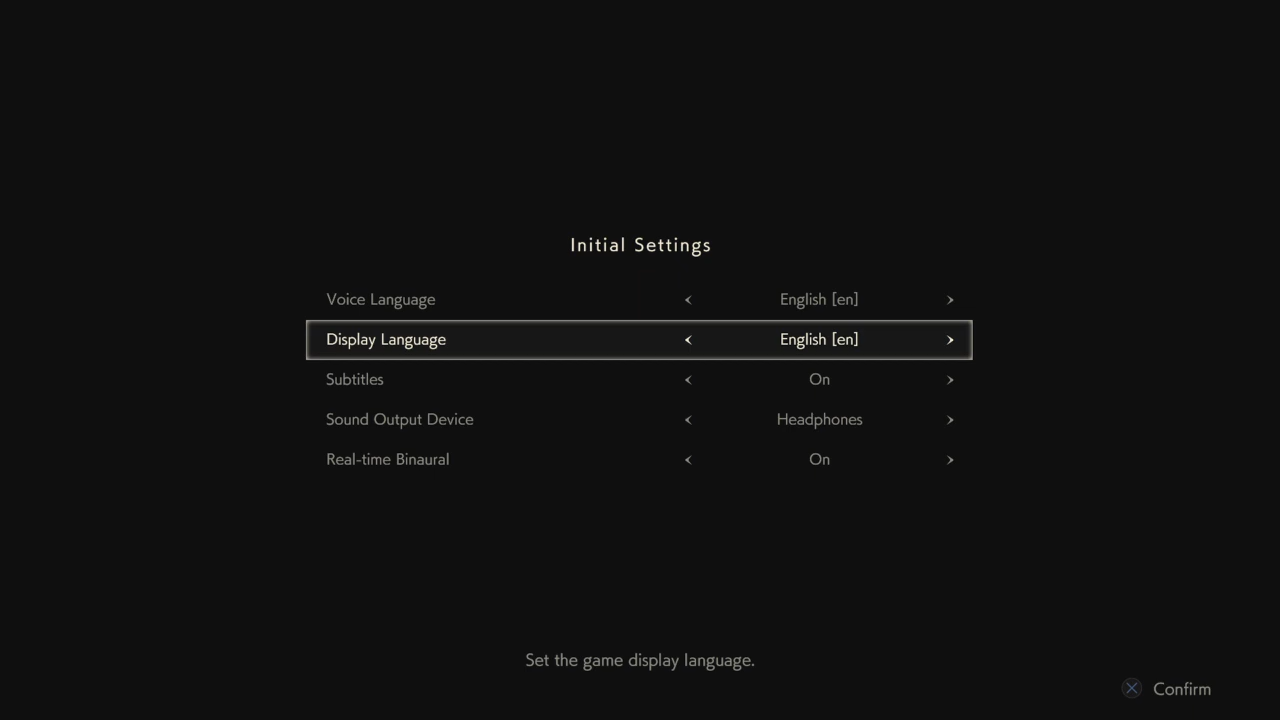 Initial Settings
Voice Language English [en]
Display Language English [en]
Subtitles On
Sound Output Device Headphones
Real-time Binaural On
Set the game display language.
Confirm